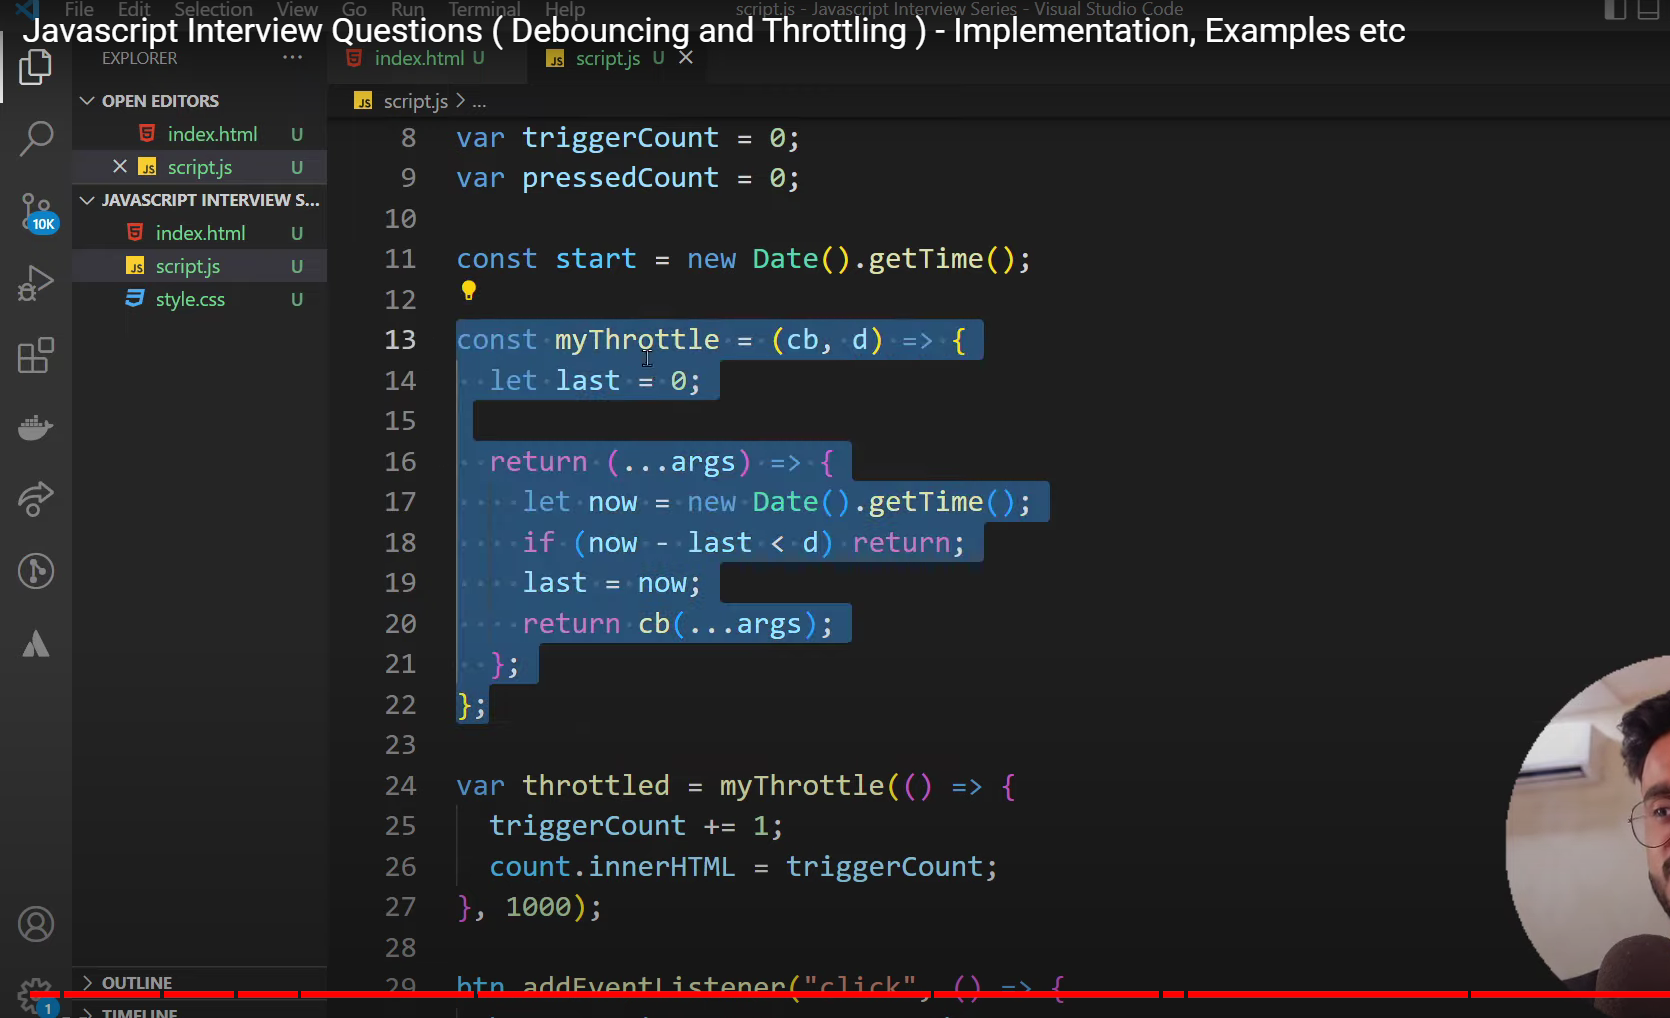 File Edit Selection View Go Run Terminal Help script.js - Javascript Interview Series - Visual Studio Code
Javascript Interview Questions ( Debouncing and Throttling ) - Implementation, Examples etc
EXPLORER ...
index.html U
script.js U
OPEN EDITORS
index.html U
script.js U
JAVASCRIPT INTERVIEW S...
index.html U
script.js U
style.css U
10K
OUTLINE
TIMELINE
1
script.js > ...
8 var triggerCount = 0;
9 var pressedCount = 0;
10
11 const start = new Date().getTime();
12
13 const myThrottle = (cb, d) => {
14 let last = 0;
15
16 return (...args) => {
17 let now = new Date().getTime();
18 if (now - last < d) return;
19 last = now;
20 return cb(...args);
21 };
22 };
23
24 var throttled = myThrottle(() => {
25 triggerCount += 1;
26 count.innerHTML = triggerCount;
27 }, 1000);
28
29 btn.addEventListener("click", () => {